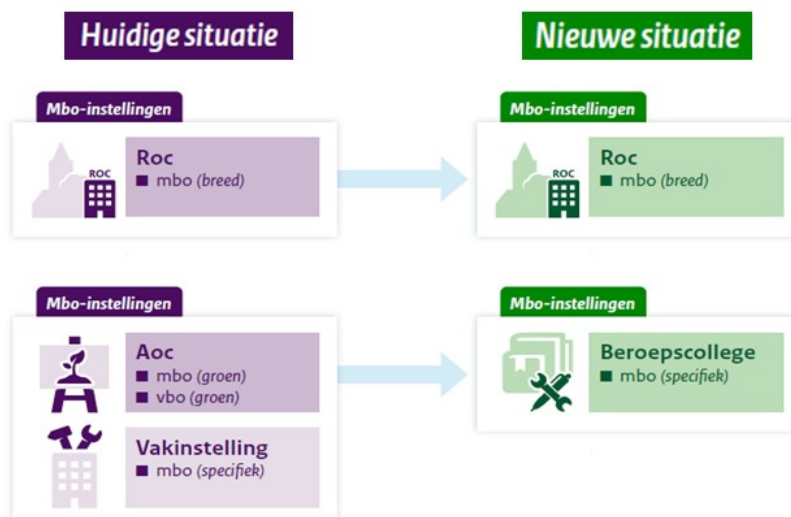 Huidige situatie
Nieuwe situatie
Mbo-instellingen
ROC
Roc
mbo (breed)
Mbo-instellingen
ROC
Roc
mbo (breed)
Mbo-instellingen
Aoc
mbo (groen)
vbo (groen)
Vakinstelling
mbo (specifiek)
Mbo-instellingen
Beroepscollege
mbo (specifiek)